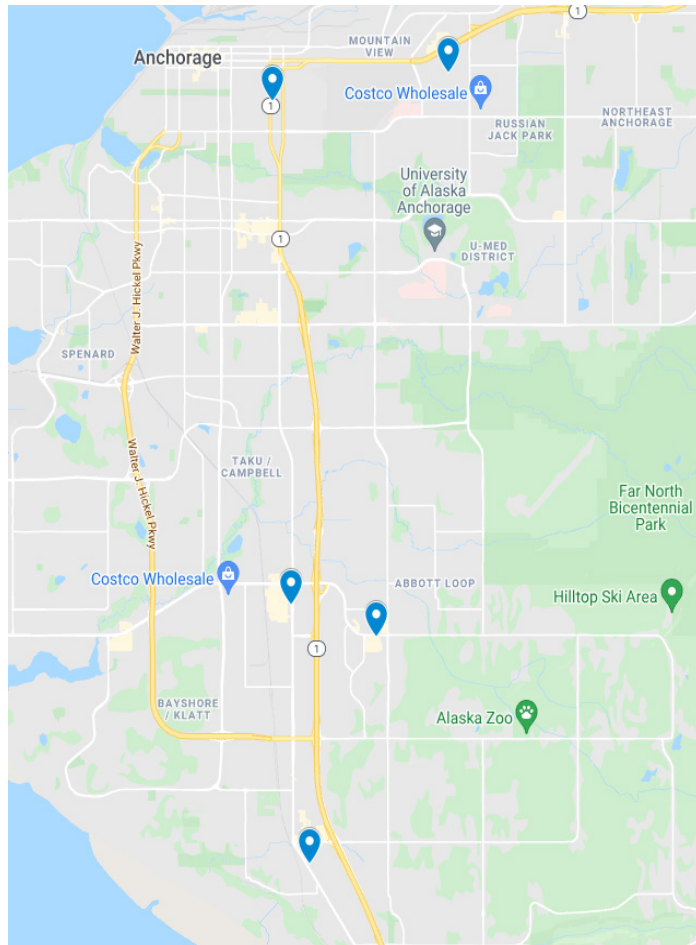 1
MOUNTAIN
VIEW
Anchorage
Costco Wholesale
1
NORTHEAST
ANCHORAGE
RUSSIAN
JACK PARK
University
of Alaska
Anchorage
1
U-MED
DISTRICT
Walter J. Hickel Pkwy
SPENARD
Walter J. Hickel Pkwy
TAKU /
CAMPBELL
Far North
Bicentennial
Park
Costco Wholesale
ABBOTT LOOP
Hilltop Ski Area
1
BAYSHORE
/ KLATT
Alaska Zoo
1